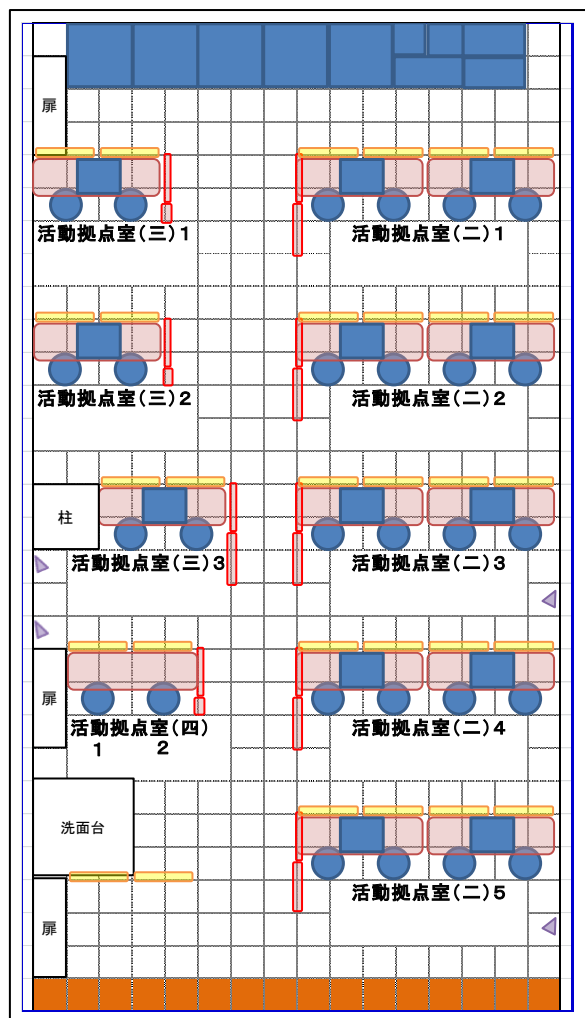 扉
活動拠点室(三)1
活動拠点室(二)1
活動拠点室(三)2
活動拠点室(二)2
柱
活動拠点室(三)3
活動拠点室(二)3
扉
活動拠点室(四)
1 2
活動拠点室(二)4
洗面台
活動拠点室(二)5
扉